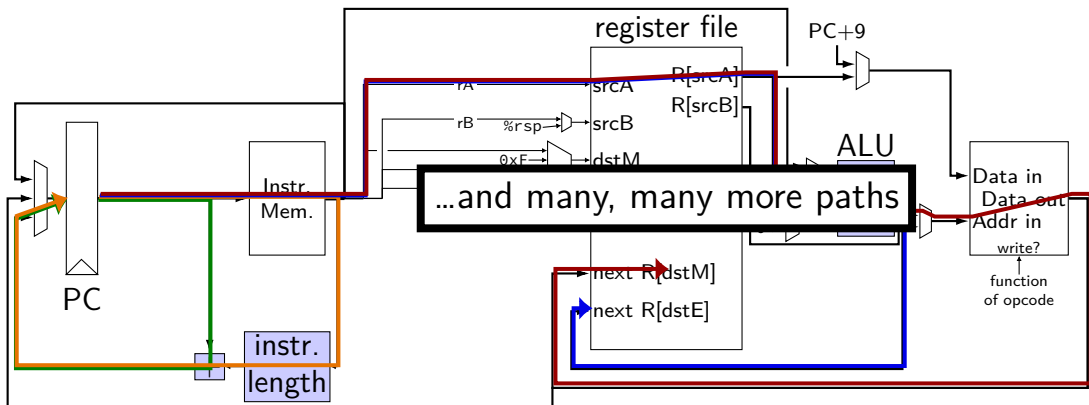 register file
PC+9
rA
srcA
R[srcA]
R[srcB]
rB
%rsp
srcB
0xF
dstM
ALU
Instr.
Mem.
…and many, many more paths
Data in
Data out
Addr in
write?
function
of opcode
PC
next R[dstM]
next R[dstE]
instr.
length
+